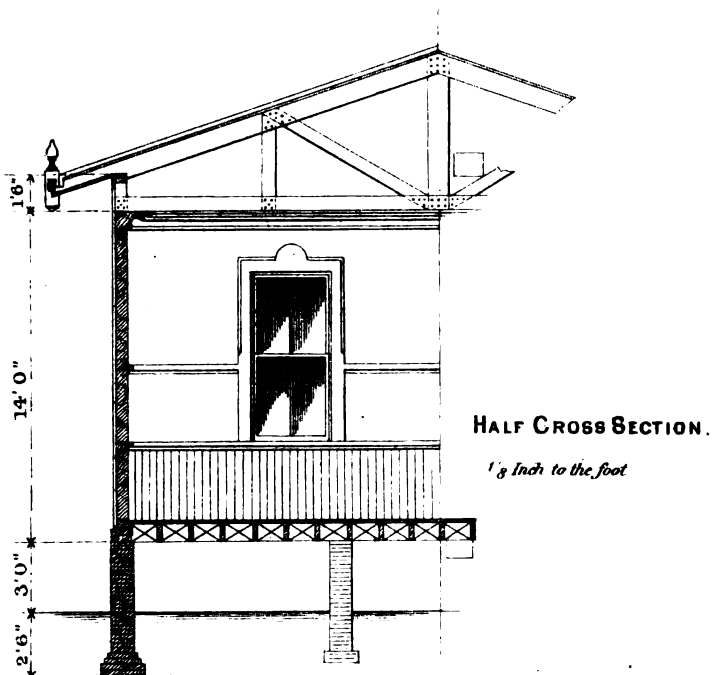 1'6"
14' 0"
HALF CROSS SECTION.
1/8 Inch to the foot
3'0"
2'6"